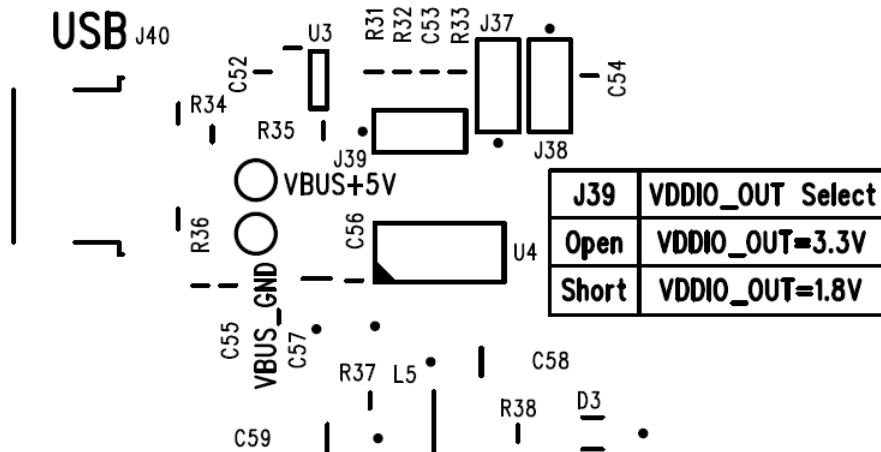 USB J40
U3
R31
R32
C53
R33
J37
C52
C54
R34
R35
J39
J38
VBUS+5V
J39 VDDIO_OUT Select
Open VDDIO_OUT=3.3V
Short VDDIO_OUT=1.8V
R36
C56
U4
C55
VBUS_GND
C57
R37
L5
C58
R38
D3
C59